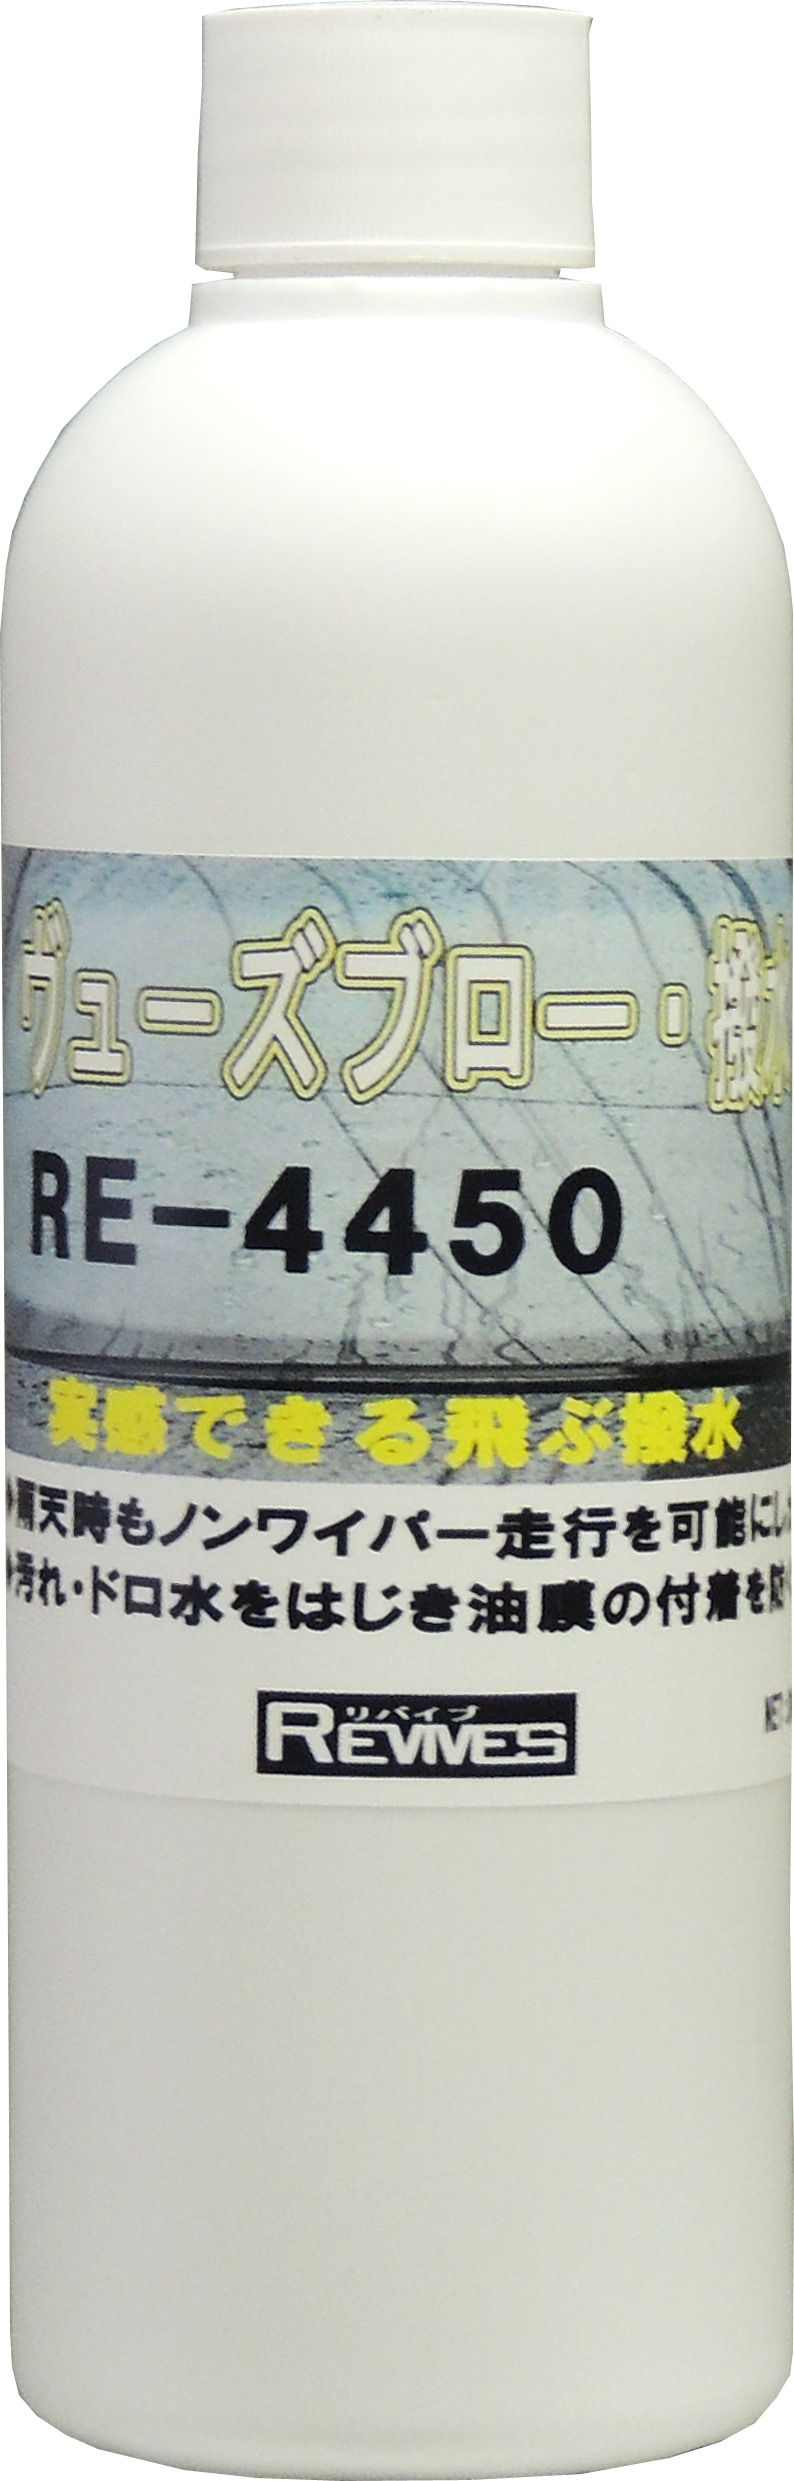 ヴューズブロー・撥水
RE-4450
実感できる飛ぶ撥水
雨天時もノンワイパー走行を可能にし
汚れ・ドロ水をはじき油膜の付着を防
リバイブ
REVIVES
NET